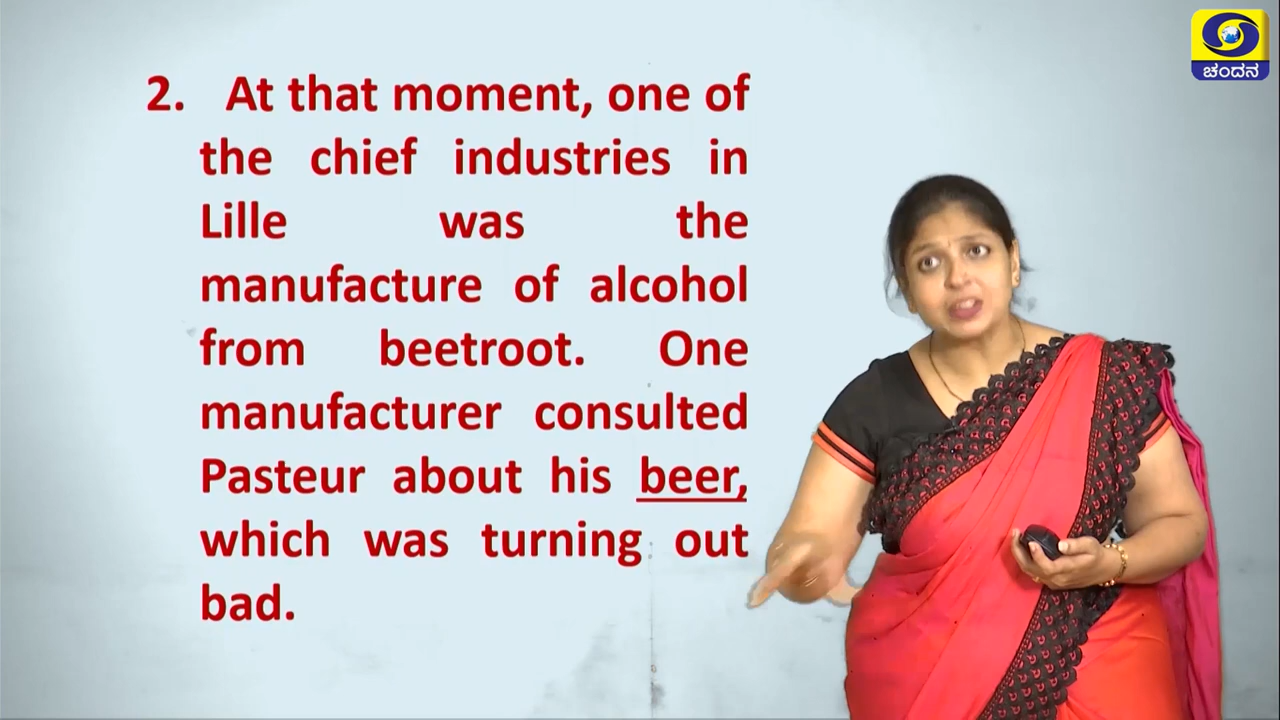 ಚಂದನ
2. At that moment, one of
the chief industries in
Lille was the
manufacture of alcohol
from beetroot. One
manufacturer consulted
Pasteur about his beer,
which was turning out
bad.